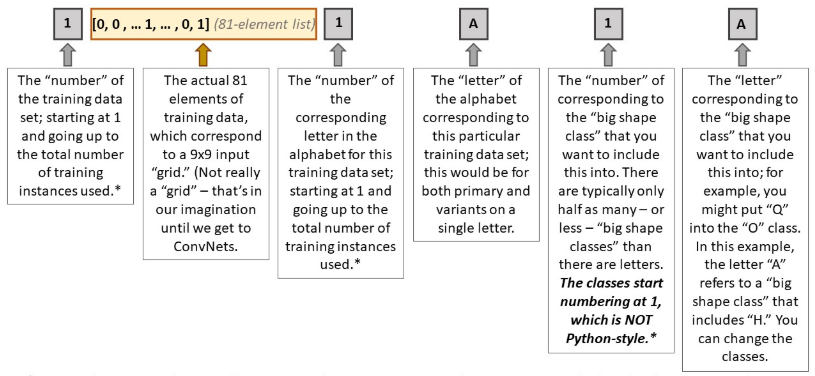 1 [0, 0 , … 1, … , 0, 1] (81-element list) 1 A 1 A
The “number” of
the training data
set; starting at 1
and going up to
the total number
of training
instances used.*
The actual 81
elements of
training data,
which correspond
to a 9x9 input
“grid.” (Not really
a “grid” – that’s in
our imagination
until we get to
ConvNets.
The “number” of
the
corresponding
letter in the
alphabet for this
training data set;
starting at 1 and
going up to the
total number of
training instances
used.*
The “letter” of
the alphabet
corresponding to
this particular
training data set;
this would be for
both primary and
variants on a
single letter.
The “number” of
corresponding to
the “big shape
class” that you
want to include
this into. There
are typically only
half as many – or
less – “big shape
classes” than
there are letters.
The classes start
numbering at 1,
which is NOT
Python-style.*
The “letter”
corresponding to
the “big shape
class” that you
want to include
this into; for
example, you
might put “Q”
into the “O” class.
In this example,
the letter “A”
refers to a “big
shape class” that
includes “H.” You
can change the
classes.